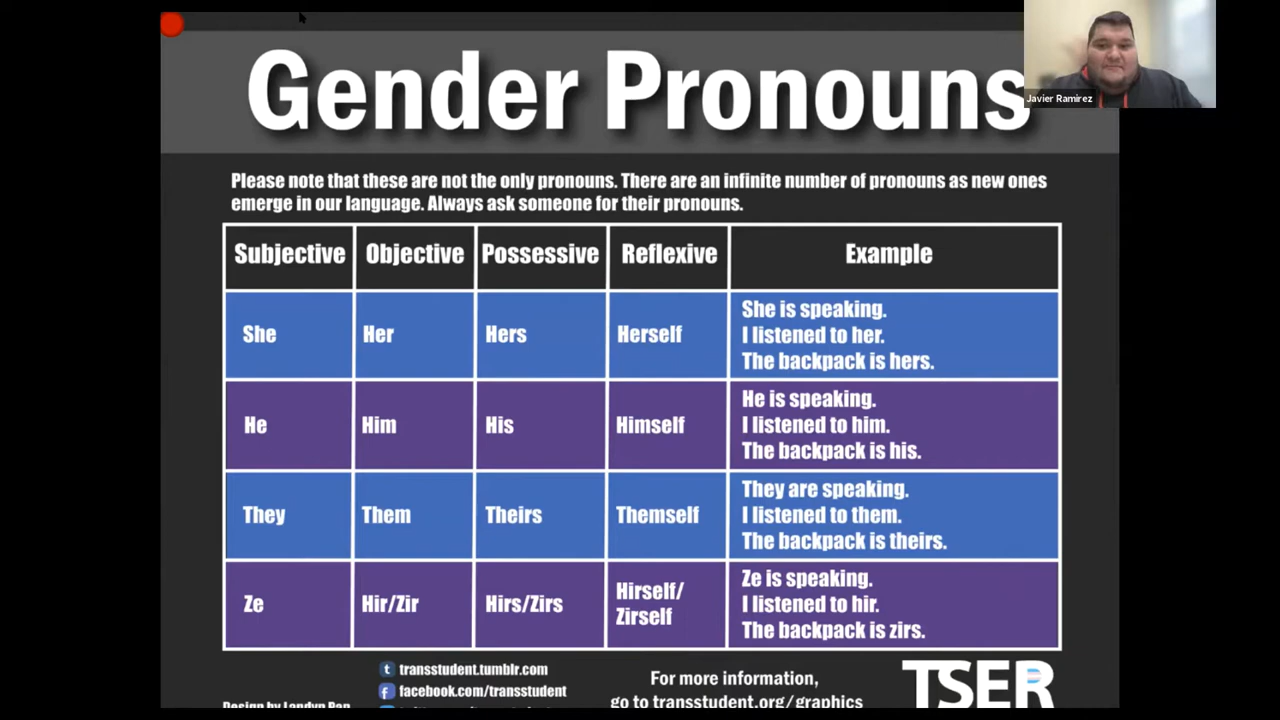 Gender Pronouns
Javier Ramirez
Please note that these are not the only pronouns. There are an infinite number of pronouns as new ones
emerge in our language. Always ask someone for their pronouns.
Subjective Objective Possessive Reflexive Example
She Her Hers Herself
She is speaking.
I listened to her.
The backpack is hers.
He Him His Himself
He is speaking.
I listened to him.
The backpack is his.
They Them Theirs Themself
They are speaking.
I listened to them.
The backpack is theirs.
Ze Hir/Zir Hirs/Zirs
Hirself/
Zirself
Ze is speaking.
I listened to hir.
The backpack is zirs.
Design by Landyn Pan
t transstudent.tumblr.com
f facebook.com/transstudent
For more information,
go to transstudent.org/graphics
TSER